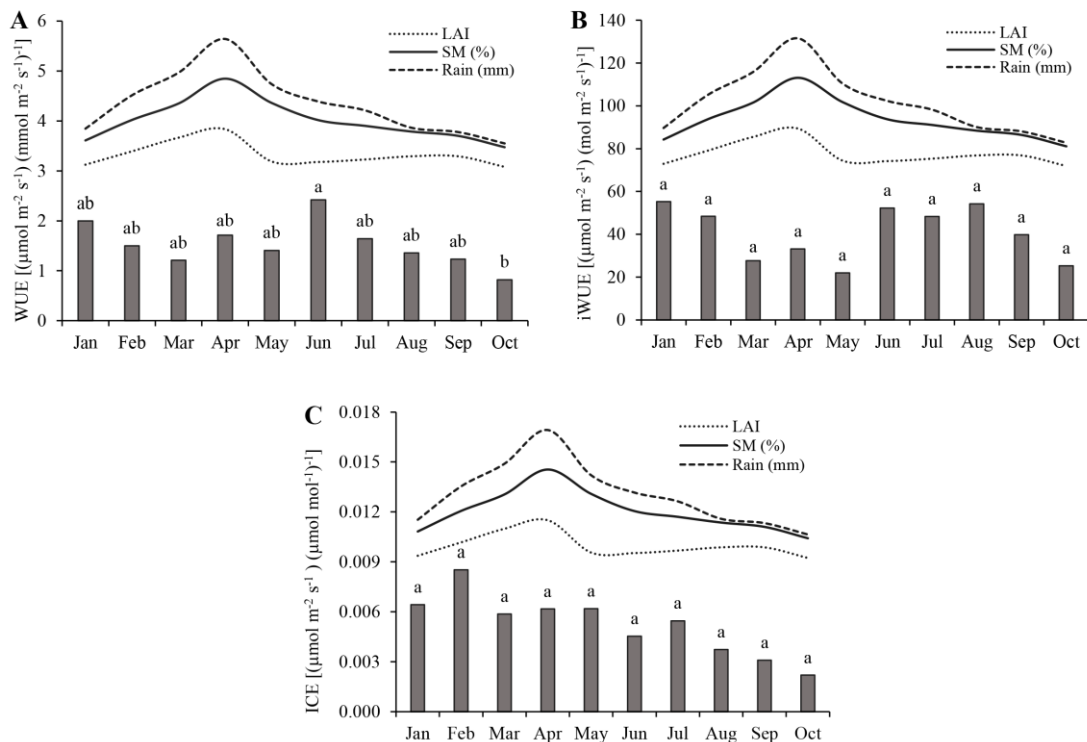 A
WUE [(μmol m-2 s-1) (mmol m-2 s-1)-1]
6
5
4
3
2
1
0
LAI
SM (%)
Rain (mm)
ab
ab
ab
ab
ab
a
ab
ab
ab
b
Jan Feb Mar Apr May Jun Jul Aug Sep Oct
B
iWUE [(μmol m-2 s-1) (mol m-2 s-1)-1]
140
120
100
80
60
40
20
0
LAI
SM (%)
Rain (mm)
a
a
a
a
a
a
a
a
a
a
Jan Feb Mar Apr May Jun Jul Aug Sep Oct
C
ICE [(μmol m-2 s-1 ) (μmol mol-1)-1]
0.018
0.015
0.012
0.009
0.006
0.003
0.000
LAI
SM (%)
Rain (mm)
a
a
a
a
a
a
a
a
a
a
Jan Feb Mar Apr May Jun Jul Aug Sep Oct